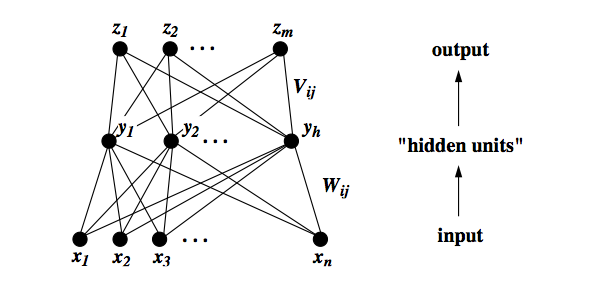 z1 z2 ... zm
output
Vij
y1 y2 ... yh
"hidden units"
Wij
input
x1 x2 x3 ... xn